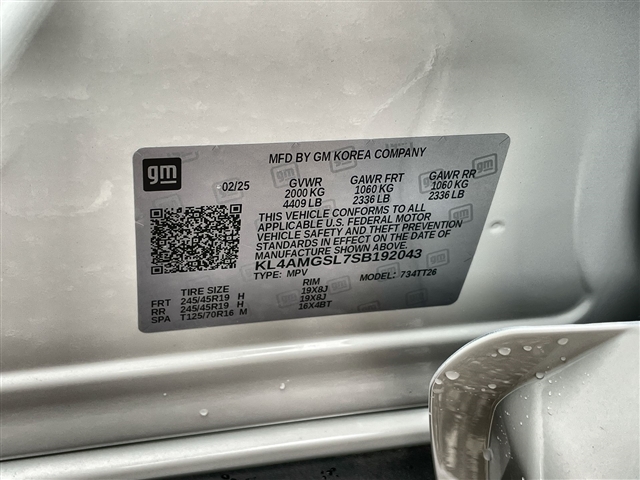 MFD BY GM KOREA COMPANY
gm
02/25 GVWR GAWR FRT GAWR RR
2000 KG 1060 KG 1060 KG
4409 LB 2336 LB 2336 LB
THIS VEHICLE CONFORMS TO ALL
APPLICABLE U.S. FEDERAL MOTOR
VEHICLE SAFETY AND THEFT PREVENTION
STANDARDS IN EFFECT ON THE DATE OF
MANUFACTURE SHOWN ABOVE.
KL4AMGSL7SB192043
TYPE: MPV MODEL: 734TT26
TIRE SIZE RIM
FRT 245/45R19 H 19X8J
RR 245/45R19 H 19X8J
SPA T125/70R16 M 16X4BT